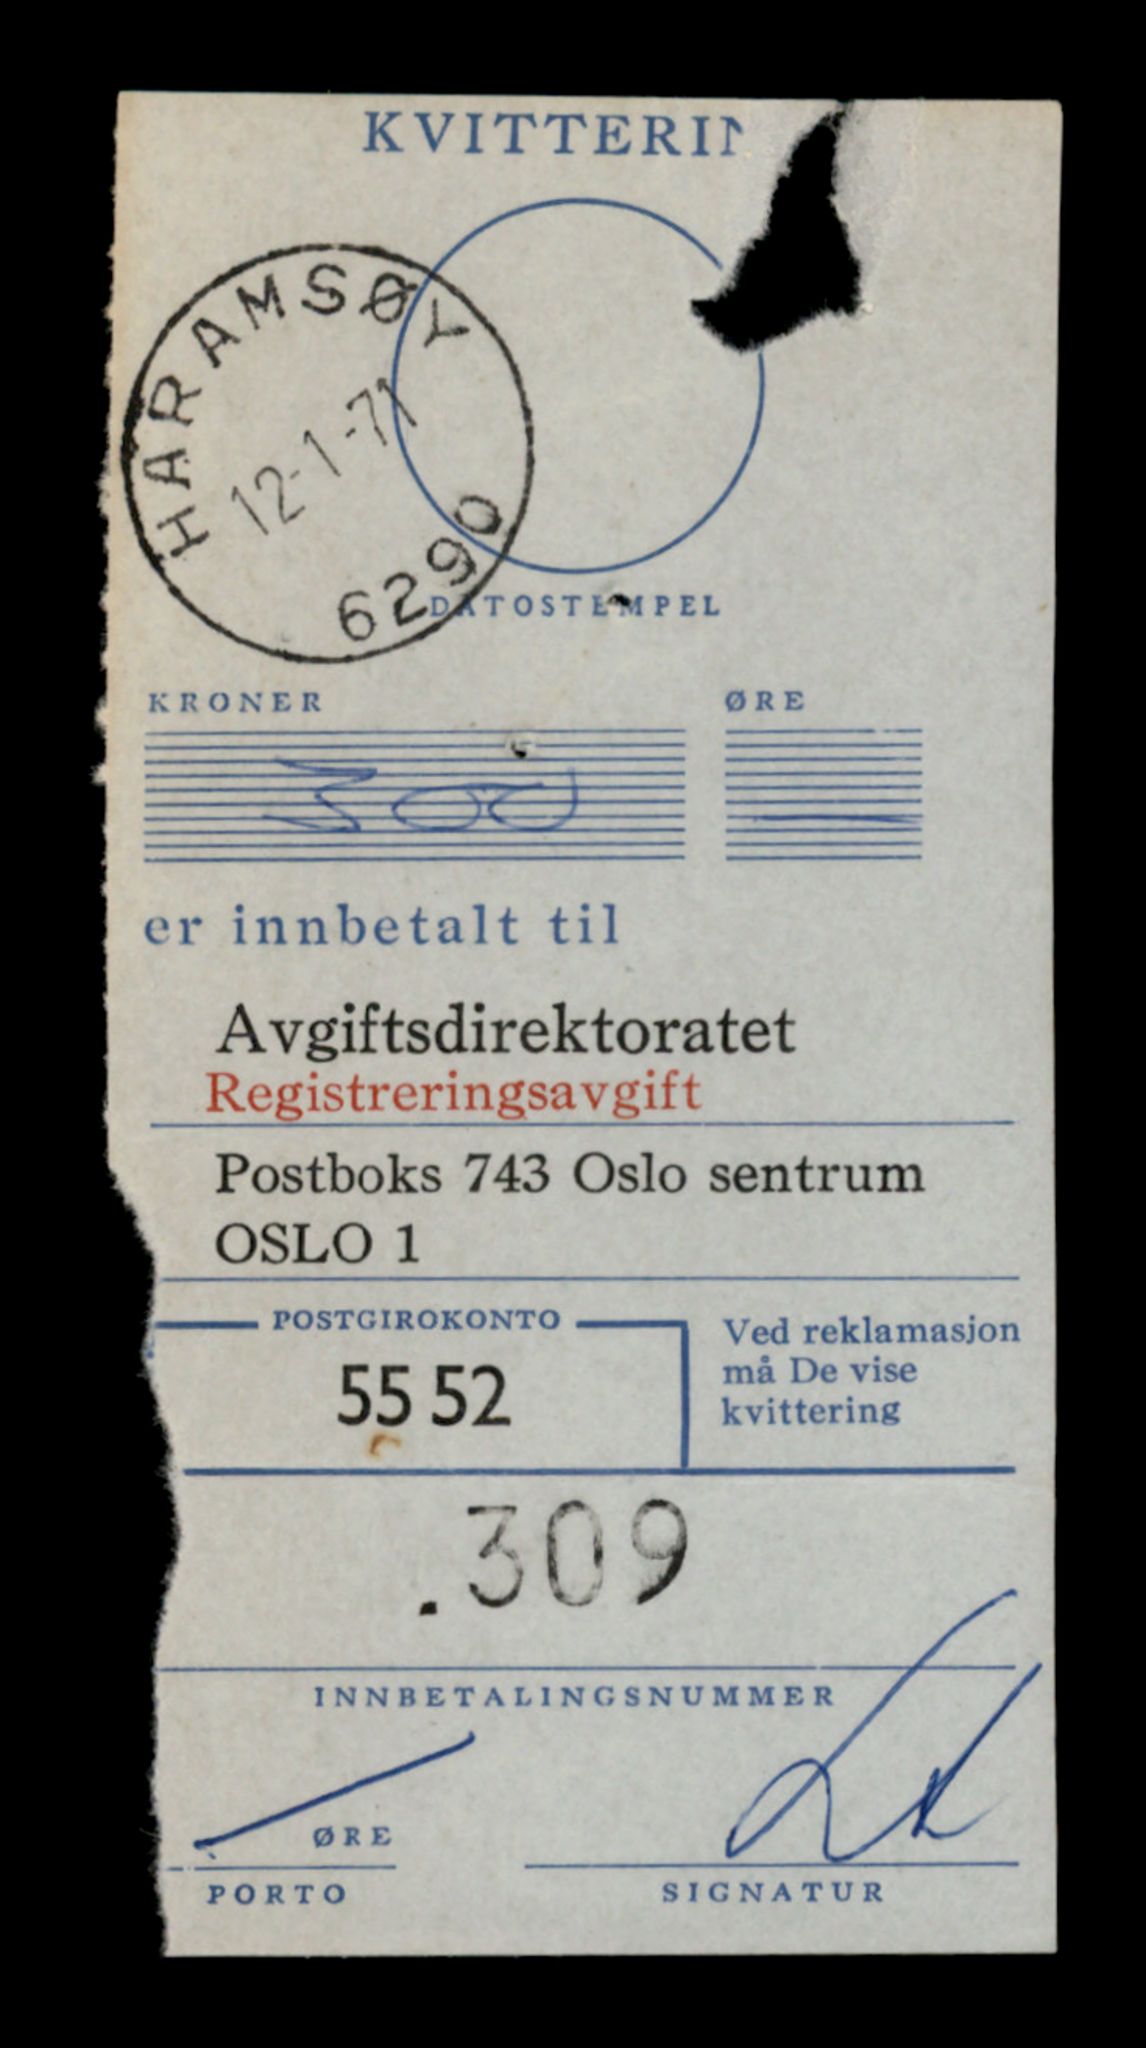 KVITTERIN
HARAMSØY
12-1-71
6290
DATOSTEMPEL
KRONER ØRE
300 —
er innbetalt til
Avgiftsdirektoratet
Registreringsavgift
Postboks 743 Oslo sentrum
OSLO 1
POSTGIROKONTO
55 52
Ved reklamasjon
må De vise
kvittering
.309
INNBETALINGSNUMMER
ØRE
PORTO
SIGNATUR